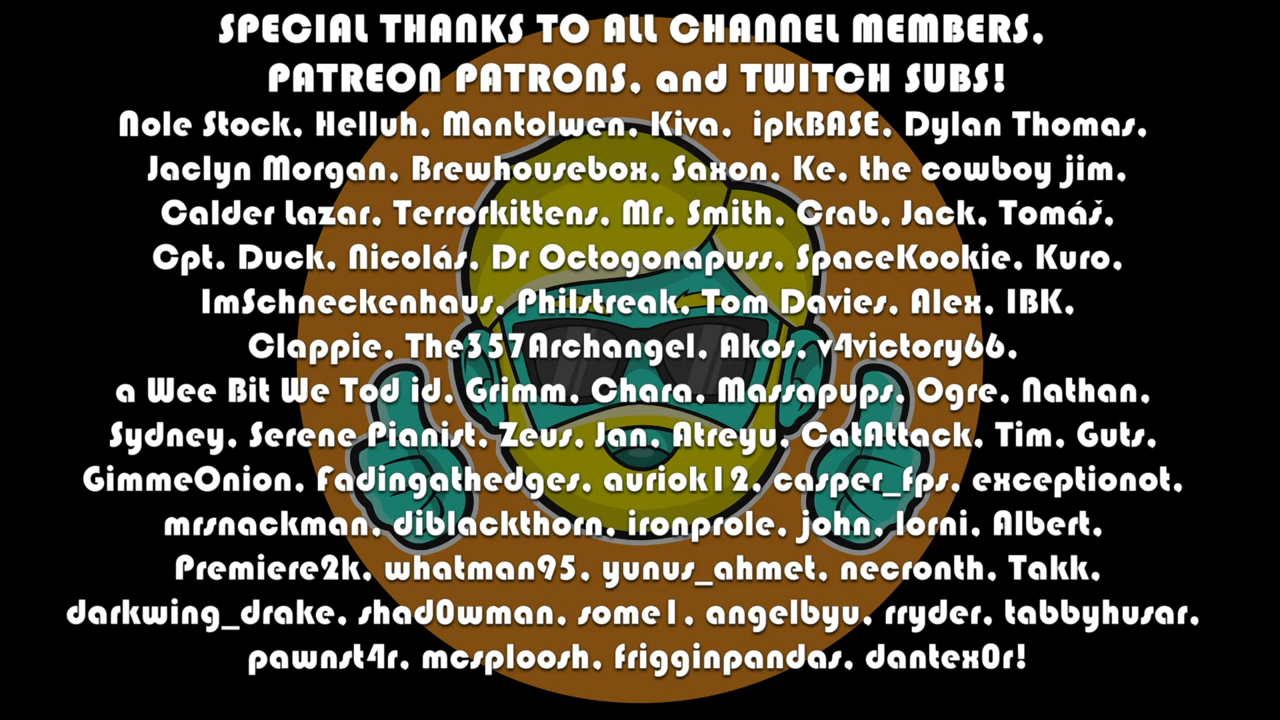 SPECIAL THANKS TO ALL CHANNEL MEMBERS,
PATREON PATRONS, and TWITCH SUBS!
Nole Stock, Helluh, Mantolwen, Kiva, ipkBASE, Dylan Thomas,
Jaclyn Morgan, Brewhousebox, Saxon, Ke, the cowboy jim,
Calder Lazar, Terrorkittens, Mr. Smith, Crab, Jack, Tomáš,
Cpt. Duck, Nicolás, Dr Octogonapuss, SpaceKookie, Kuro,
ImSchneckenhaus, Philstreak, Tom Davies, Alex, IBK,
Clappie, The357Archangel, Akos, v4victory66,
a Wee Bit We Tod id, Grimm, Chara, Massapups, Ogre, Nathan,
Sydney, Serene Pianist, Zeus, Jan, Atreyu, CatAttack, Tim, Guts,
GimmeOnion, Fadingathedges, auriok12, casper_fps, exceptionot,
mrsnackman, diblackthorn, ironprole, john, lorni, Albert,
Premiere2k, whatman95, yunus_ahmet, necronth, Takk,
darkwing_drake, shad0wman, some1, angelbyu, rryder, tabbyhusar,
pawnst4r, mcsploosh, frigginpandas, dantex0r!